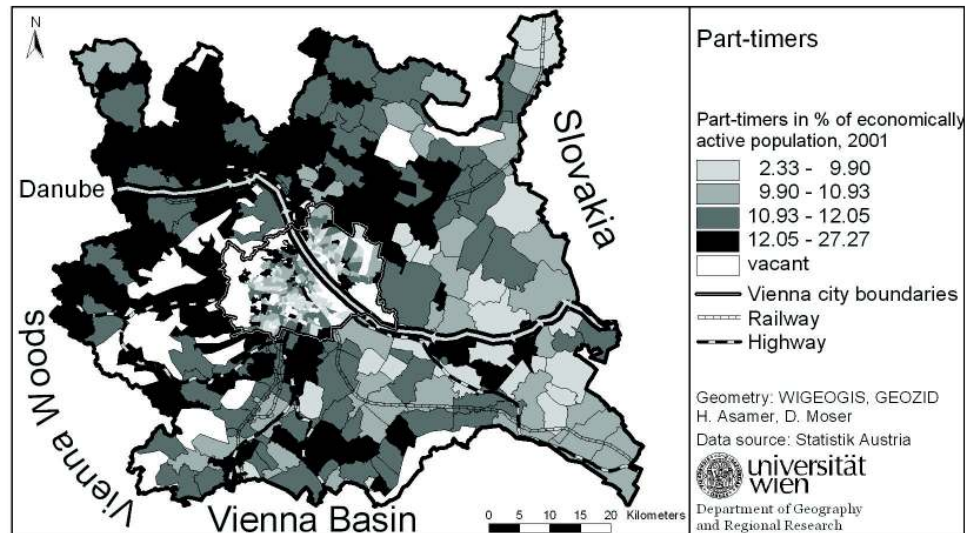 N
Danube
Slovakia
Vienna Woods
Vienna Basin
0 5 10 15 20 Kilometers
Part-timers
Part-timers in % of economically
active population, 2001
2.33 - 9.90
9.90 - 10.93
10.93 - 12.05
12.05 - 27.27
vacant
Vienna city boundaries
Railway
Highway
Geometry: WIGEOGIS, GEOZID
H. Asamer, D. Moser
Data source: Statistik Austria
universität
wien
Department of Geography
and Regional Research